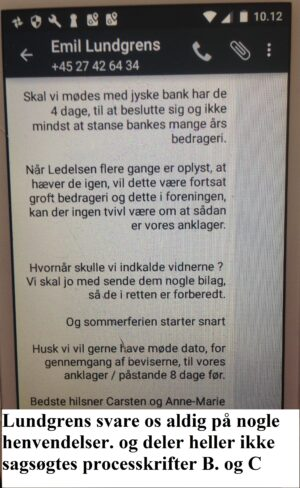 10.12
Emil Lundgrens
+45 27 42 64 34
Skal vi mødes med jyske bank har de
4 dage, til at beslutte sig og ikke
mindst at stanse bankes mange års
bedrageri.
Når Ledelsen flere gange er oplyst, at
hæver de igen, vil dette være fortsat
groft bedrageri og dette i foreningen,
kan der ingen tvivl være om at sådan
er vores anklager.
Hvornår skulle vi indkalde vidnerne ?
Vi skal jo med sende dem nogle bilag,
så de i retten er forberedt.
Og sommerferien starter snart
Husk vi vil gerne have møde dato, for
gennemgang af beviserne, til vores
anklager / påstande 8 dage før.
Bedste hilsner Carsten og Anne-Marie
Lundgrens svare os aldig på nogle
henvendelser. og deler heller ikke
sagsøgtes processkrifter B. og C